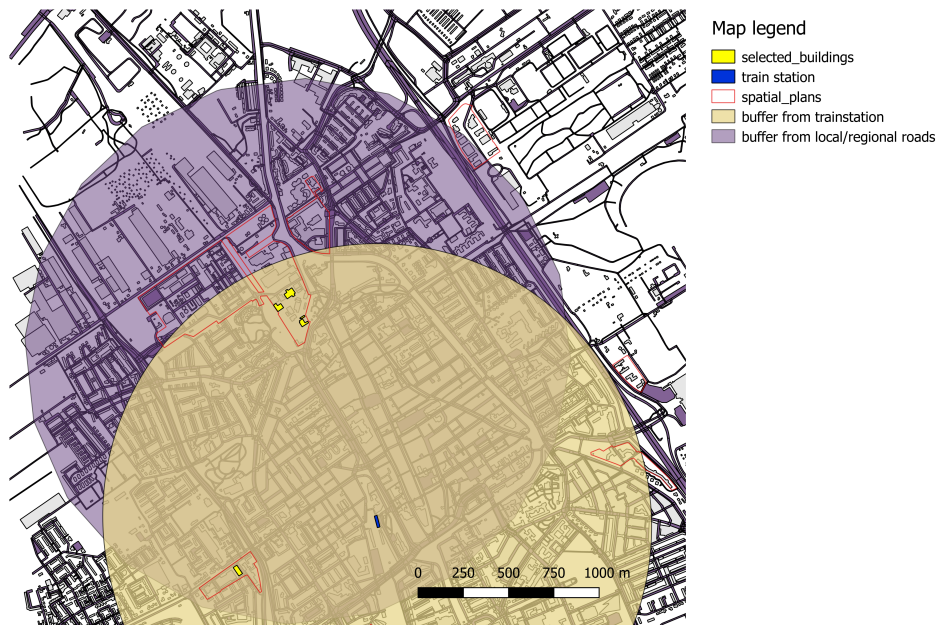 Map legend
selected_buildings
train station
spatial_plans
buffer from trainstation
buffer from local/regional roads
0 250 500 750 1000 m